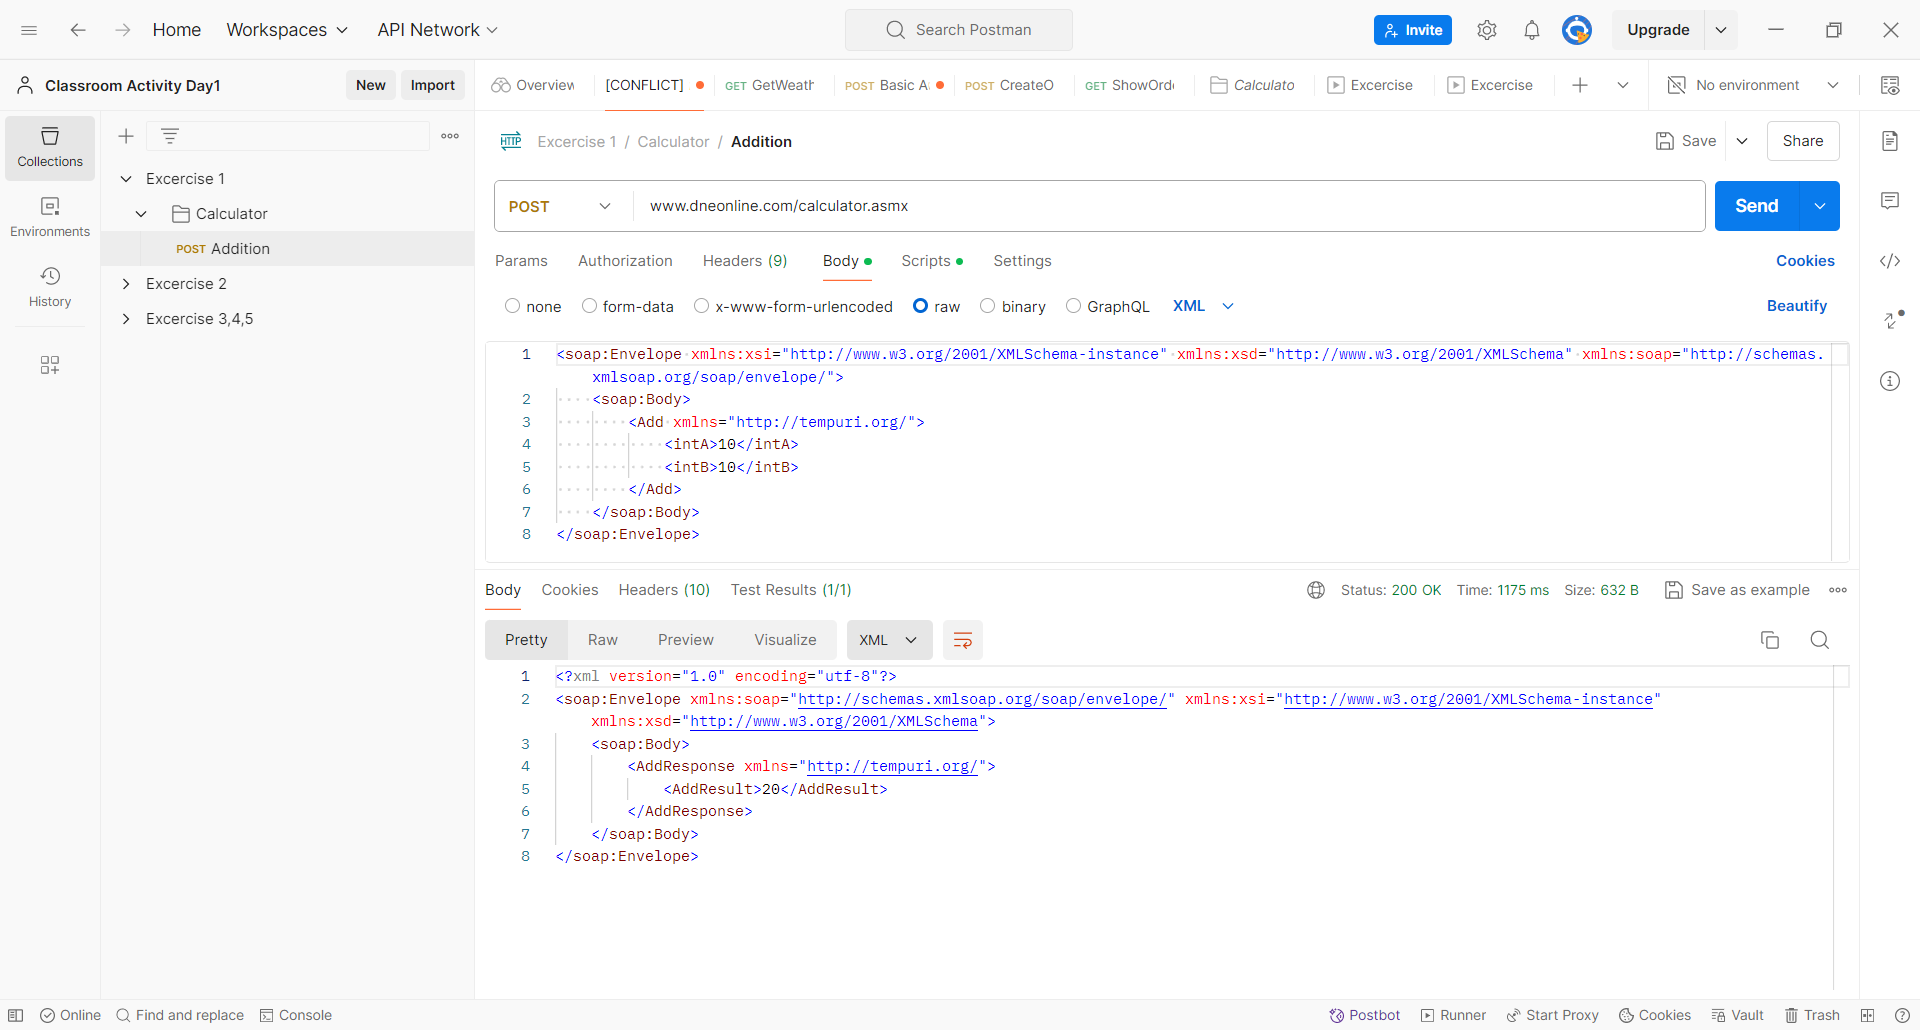 Home Workspaces API Network Search Postman Invite Upgrade
Classroom Activity Day1 New Import Overview [CONFLICT] GET GetWeath POST Basic A POST CreateO GET ShowOrd Calculato Excercise Excercise No environment
Collections
Environments
History
Excercise 1
Calculator
POST Addition
Excercise 2
Excercise 3,4,5
HTTP Excercise 1 / Calculator / Addition Save Share
POST www.dneonline.com/calculator.asmx Send
Params Authorization Headers (9) Body Scripts Settings Cookies
none form-data x-www-form-urlencoded raw binary GraphQL XML Beautify
1 <soap:Envelope xmlns:xsi="http://www.w3.org/2001/XMLSchema-instance" xmlns:xsd="http://www.w3.org/2001/XMLSchema" xmlns:soap="http://schemas.
xmlsoap.org/soap/envelope/">
2 <soap:Body>
3 <Add xmlns="http://tempuri.org/">
4 <intA>10</intA>
5 <intB>10</intB>
6 </Add>
7 </soap:Body>
8 </soap:Envelope>
Body Cookies Headers (10) Test Results (1/1) Status: 200 OK Time: 1175 ms Size: 632 B Save as example
Pretty Raw Preview Visualize XML
1 <?xml version="1.0" encoding="utf-8"?>
2 <soap:Envelope xmlns:soap="http://schemas.xmlsoap.org/soap/envelope/" xmlns:xsi="http://www.w3.org/2001/XMLSchema-instance"
xmlns:xsd="http://www.w3.org/2001/XMLSchema">
3 <soap:Body>
4 <AddResponse xmlns="http://tempuri.org/">
5 <AddResult>20</AddResult>
6 </AddResponse>
7 </soap:Body>
8 </soap:Envelope>
Online Find and replace Console Postbot Runner Start Proxy Cookies Vault Trash